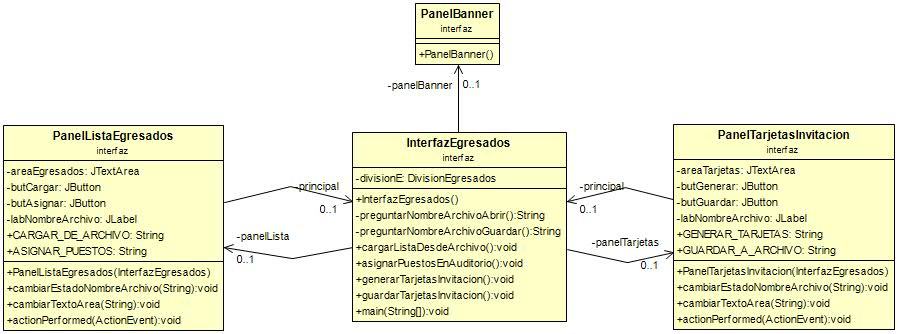 PanelBanner
interfaz
+PanelBanner()
-panelBanner
0..1
PanelListaEgresados
interfaz
-areaEgresados: JTextArea
-butCargar: JButton
-butAsignar: JButton
-labNombreArchivo: JLabel
+CARGAR_DE_ARCHIVO: String
+ASIGNAR_PUESTOS: String
+PanelListaEgresados(InterfazEgresados)
+cambiarEstadoNombreArchivo(String):void
+cambiarTextoArea(String):void
+actionPerformed(ActionEvent):void
-principal
0..1
-panelLista
0..1
InterfazEgresados
interfaz
-divisionE: DivisionEgresados
+InterfazEgresados()
-preguntarNombreArchivoAbrir():String
-preguntarNombreArchivoGuardar():String
+cargarListaDesdeArchivo():void
+asignarPuestosEnAuditorio():void
+generarTarjetasInvitacion():void
+guardarTarjetasInvitacion():void
+main(String[]):void
-principal
0..1
-panelTarjetas
0..1
PanelTarjetasInvitacion
interfaz
-areaTarjetas: JTextArea
-butGenerar: JButton
-butGuardar: JButton
-labNombreArchivo: JLabel
+GENERAR_TARJETAS: String
+GUARDAR_A_ARCHIVO: String
+PanelTarjetasInvitacion(InterfazEgresados)
+cambiarEstadoNombreArchivo(String):void
+cambiarTextoArea(String):void
+actionPerformed(ActionEvent):void